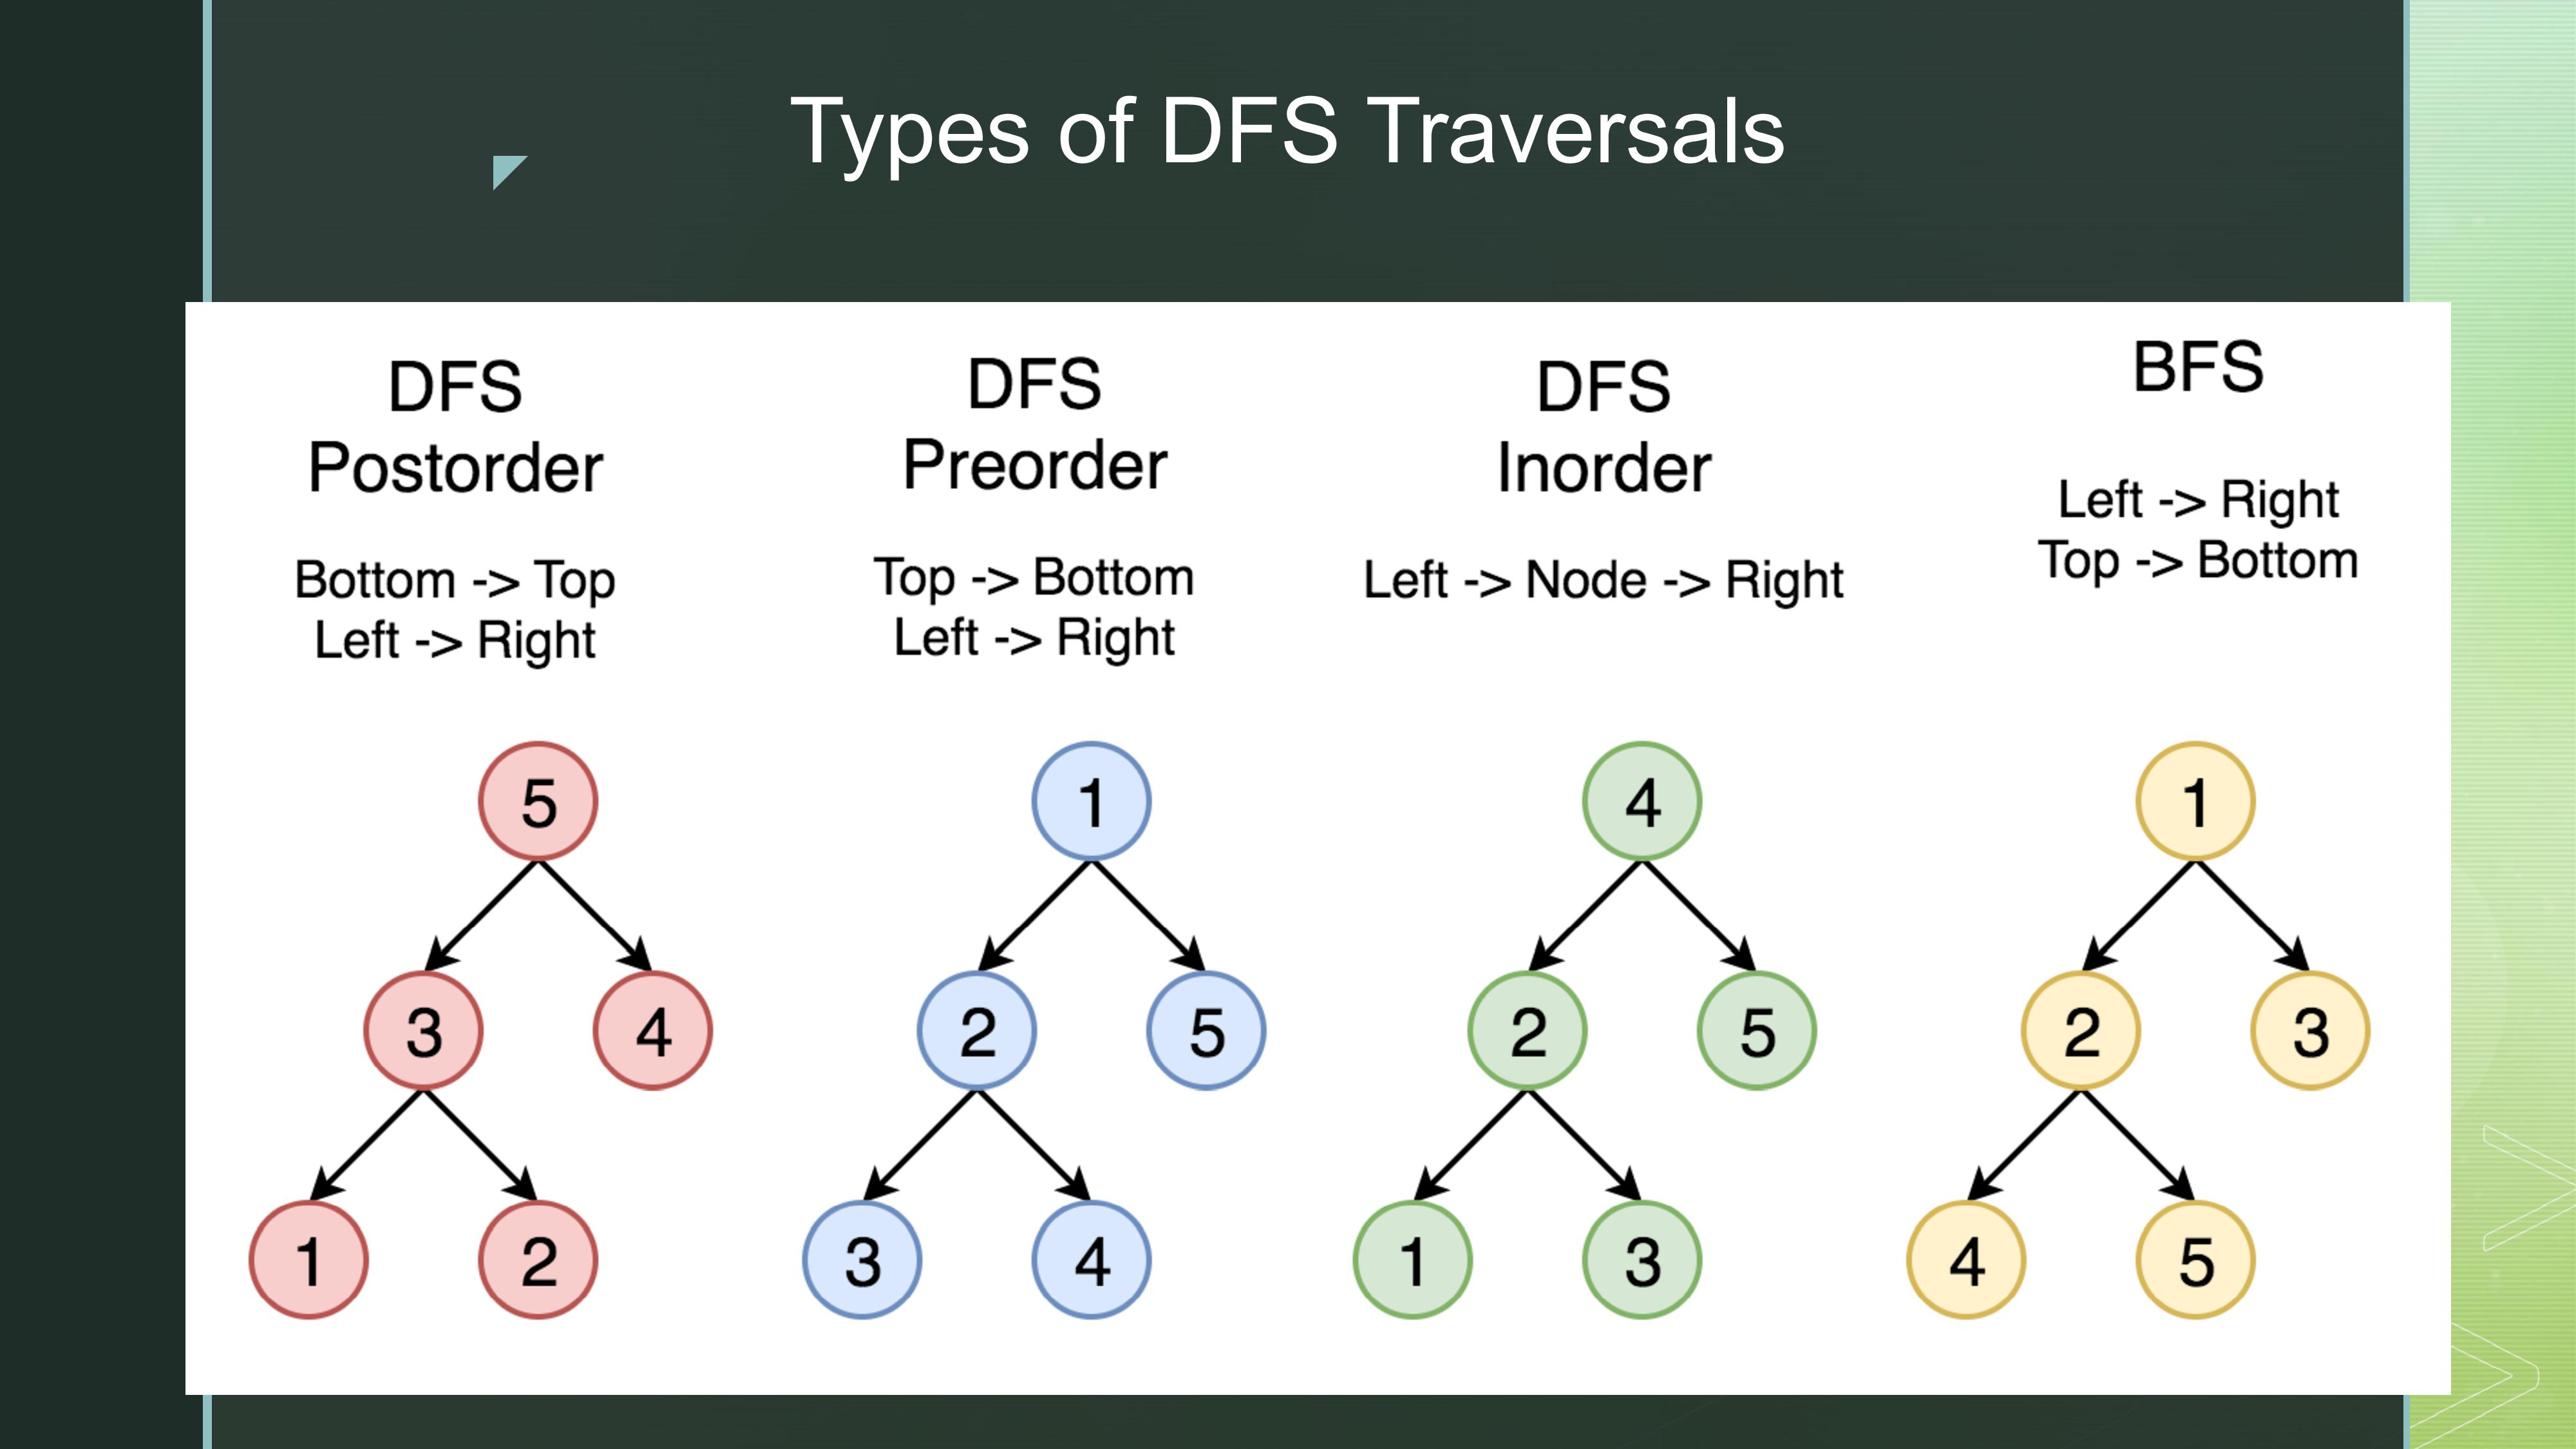 Types of DFS Traversals
DFS
Postorder
Bottom -> Top
Left -> Right
5
3
4
1
2
DFS
Preorder
Top -> Bottom
Left -> Right
1
2
5
3
4
DFS
Inorder
Left -> Node -> Right
4
2
5
1
3
BFS
Left -> Right
Top -> Bottom
1
2
3
4
5